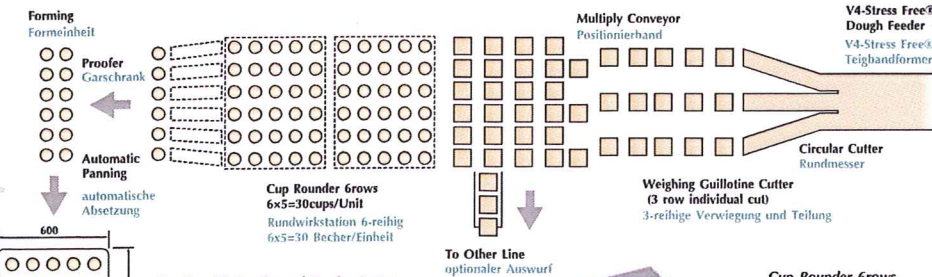 Forming
Formeinheit
Proofer
Garschrank
Automatic
Panning
automatische
Absetzung
600
Cup Rounder 6rows
6x5=30cups/Unit
Rundwirkstation 6-reihig
6x5=30 Becher/Einheit
Multiply Conveyor
Positionierband
To Other Line
optionaler Auswurf
Weighing Guillotine Cutter
(3 row individual cut)
3-reihige Verwiegung und Teilung
Circular Cutter
Rundmesser
V4-Stress Free®
Dough Feeder
V4-Stress Free®
Teigbandformer
Cup Rounder 6rows